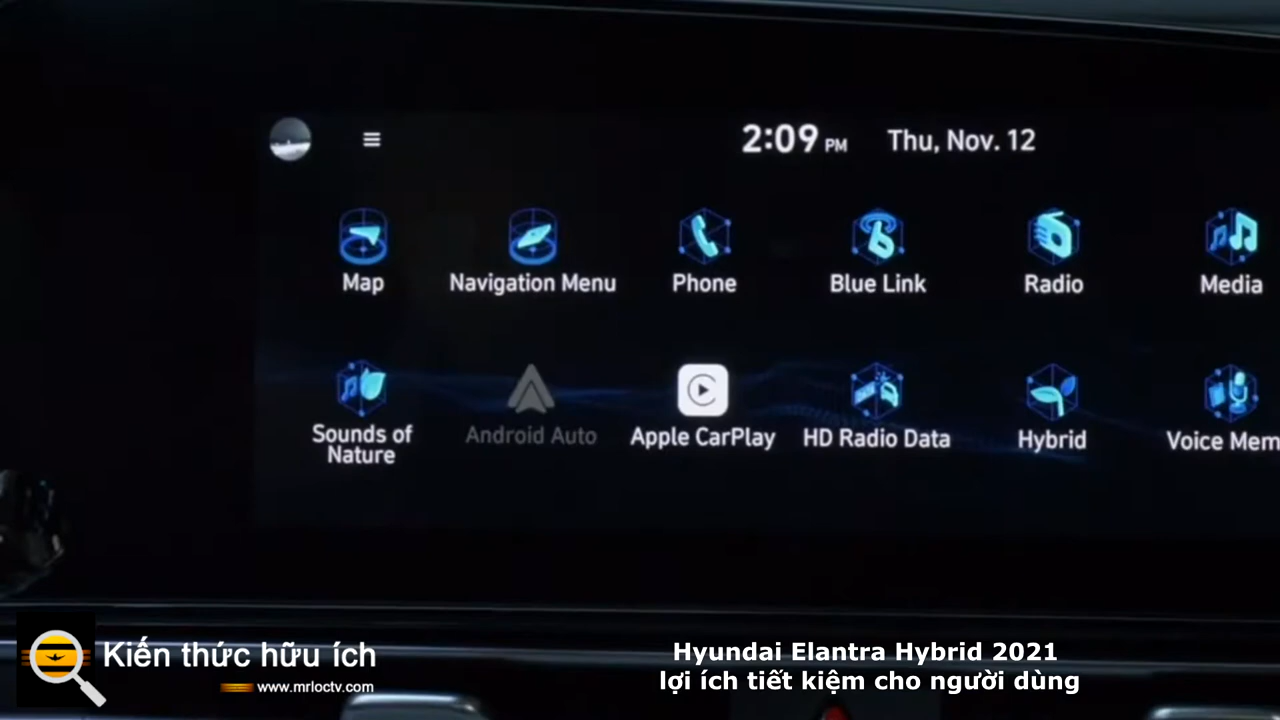 2:09 PM Thu, Nov. 12
Map Navigation Menu Phone Blue Link Radio Media
Sounds of Nature Android Auto Apple CarPlay HD Radio Data Hybrid Voice Mem
Kiến thức hữu ích
www.mrloctv.com
Hyundai Elantra Hybrid 2021
lợi ích tiết kiệm cho người dùng